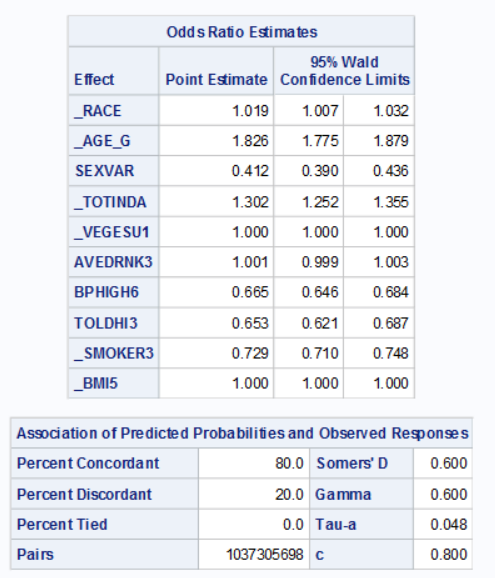 Odds Ratio Estimates
Effect Point Estimate 95% Wald Confidence Limits
_RACE 1.019 1.007 1.032
_AGE_G 1.826 1.775 1.879
SEXVAR 0.412 0.390 0.436
_TOTINDA 1.302 1.252 1.355
_VEGESU1 1.000 1.000 1.000
AVEDRNK3 1.001 0.999 1.003
BPHIGH6 0.665 0.646 0.684
TOLDHI3 0.653 0.621 0.687
_SMOKER3 0.729 0.710 0.748
_BMI5 1.000 1.000 1.000
Association of Predicted Probabilities and Observed Responses
Percent Concordant 80.0 Somers' D 0.600
Percent Discordant 20.0 Gamma 0.600
Percent Tied 0.0 Tau-a 0.048
Pairs 1037305698 c 0.800